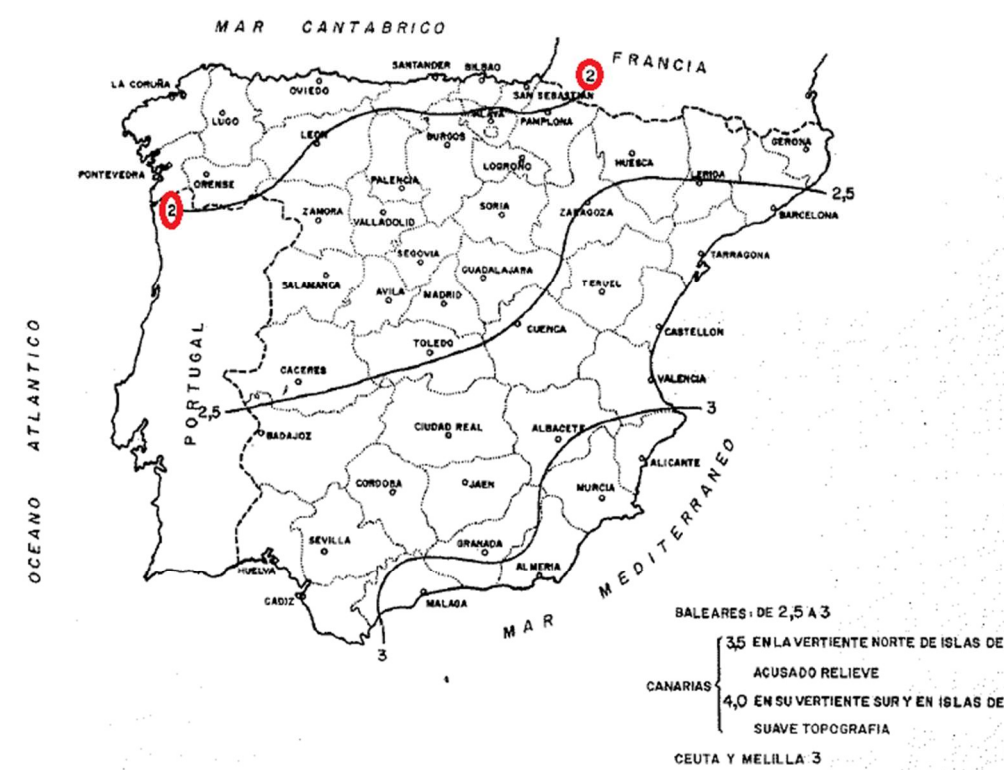 MAR CANTABRICO
FRANCIA
SANTANDER
BILBAO
2
LA CORUÑA
OVIEDO
SAN SEBASTIAN
LUGO
ALAVA
PAMPLONA
LEON
BURGOS
GERONA
LOGROÑO
HUESCA
PONTEVEDRA
ORENSE
PALENCIA
LERIDA
2,5
2
ZAMORA
VALLADOLID
SORIA
ZARAGOZA
BARCELONA
SEGOVIA
TARRAGONA
SALAMANCA
GUADALAJARA
AVILA
MADRID
TERUEL
CUENCA
CASTELLON
TOLEDO
PORTUGAL
CACERES
VALENCIA
2,5
3
OCEANO ATLANTICO
BADAJOZ
CIUDAD REAL
ALBACETE
ALICANTE
CORDOBA
JAEN
MURCIA
SEVILLA
GRANADA
HUELVA
ALMERIA
CADIZ
MALAGA
MAR MEDITERRANEO
3
BALEARES: DE 2,5 A 3
CANARIAS
3,5 EN LA VERTIENTE NORTE DE ISLAS DE
ACUSADO RELIEVE
4,0 EN SU VERTIENTE SUR Y EN ISLAS DE
SUAVE TOPOGRAFIA
CEUTA Y MELILLA 3